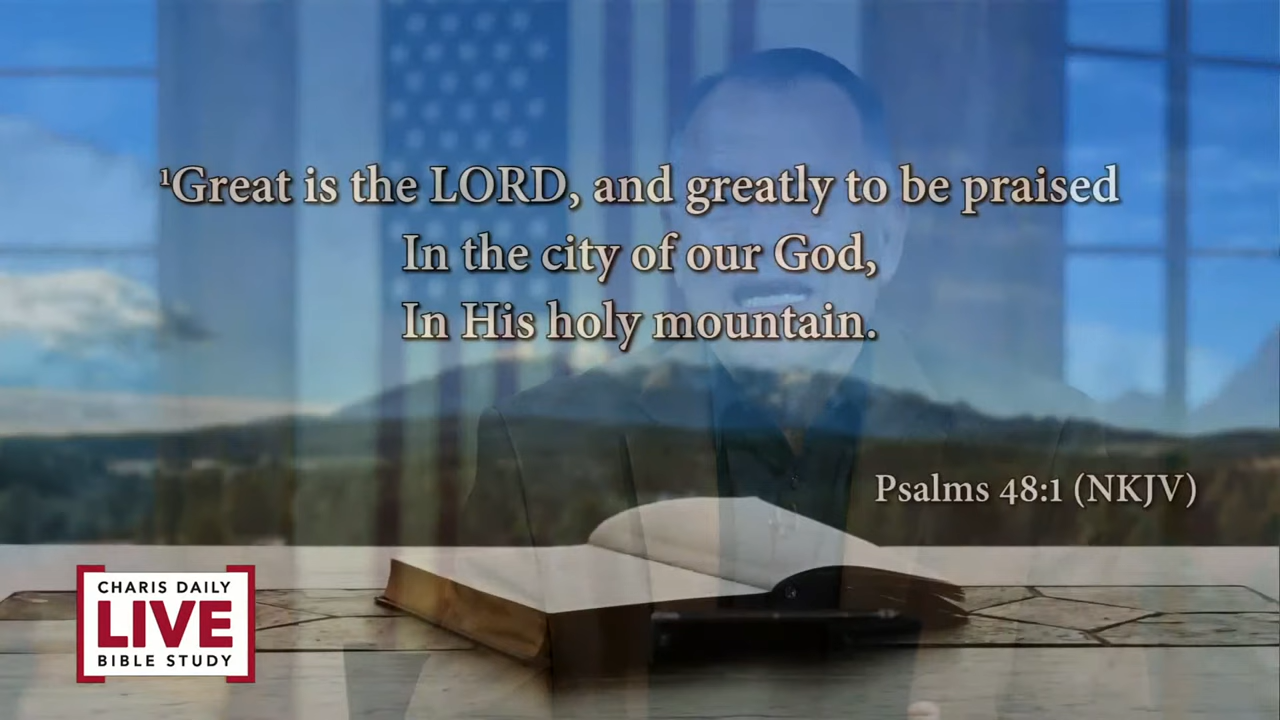 ¹Great is the LORD, and greatly to be praised
In the city of our God,
In His holy mountain.
Psalms 48:1 (NKJV)
CHARIS DAILY
LIVE
BIBLE STUDY